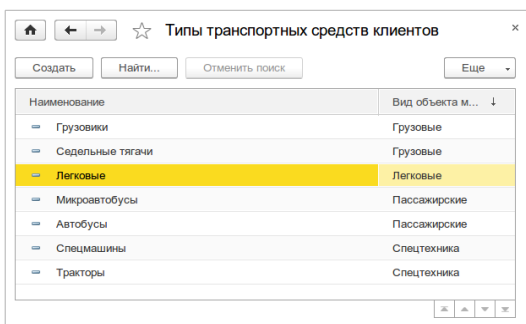 Типы транспортных средств клиентов
Создать Найти... Отменить поиск Еще
Наименование Вид объекта м...
Грузовики Грузовые
Седельные тягачи Грузовые
Легковые Легковые
Микроавтобусы Пассажирские
Автобусы Пассажирские
Спецмашины Спецтехника
Тракторы Спецтехника